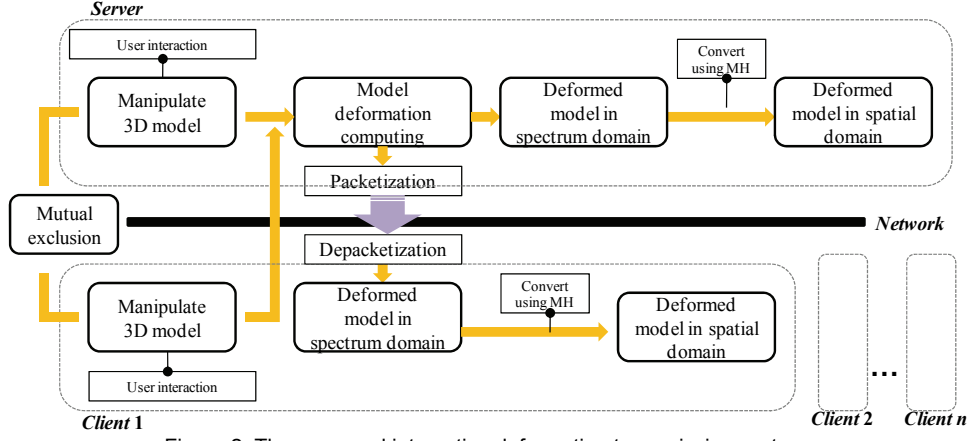 Server
User interaction
Convert
using MH
Manipulate
3D model
Model
deformation
computing
Deformed
model in
spectrum domain
Deformed
model in spatial
domain
Packetization
Mutual
exclusion
Network
Depacketization
Manipulate
3D model
Deformed
model in
spectrum domain
Convert
using MH
Deformed
model in spatial
domain
User interaction
...
Client 1
Client 2
Client n